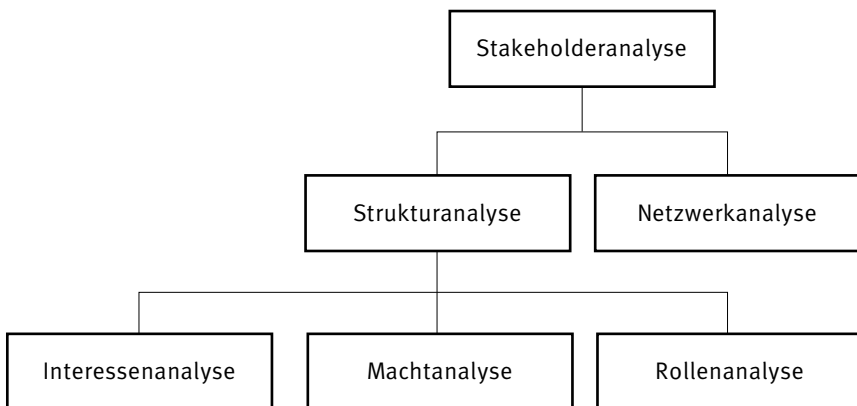 Stakeholderanalyse
Strukturanalyse
Netzwerkanalyse
Interessenanalyse
Machtanalyse
Rollenanalyse